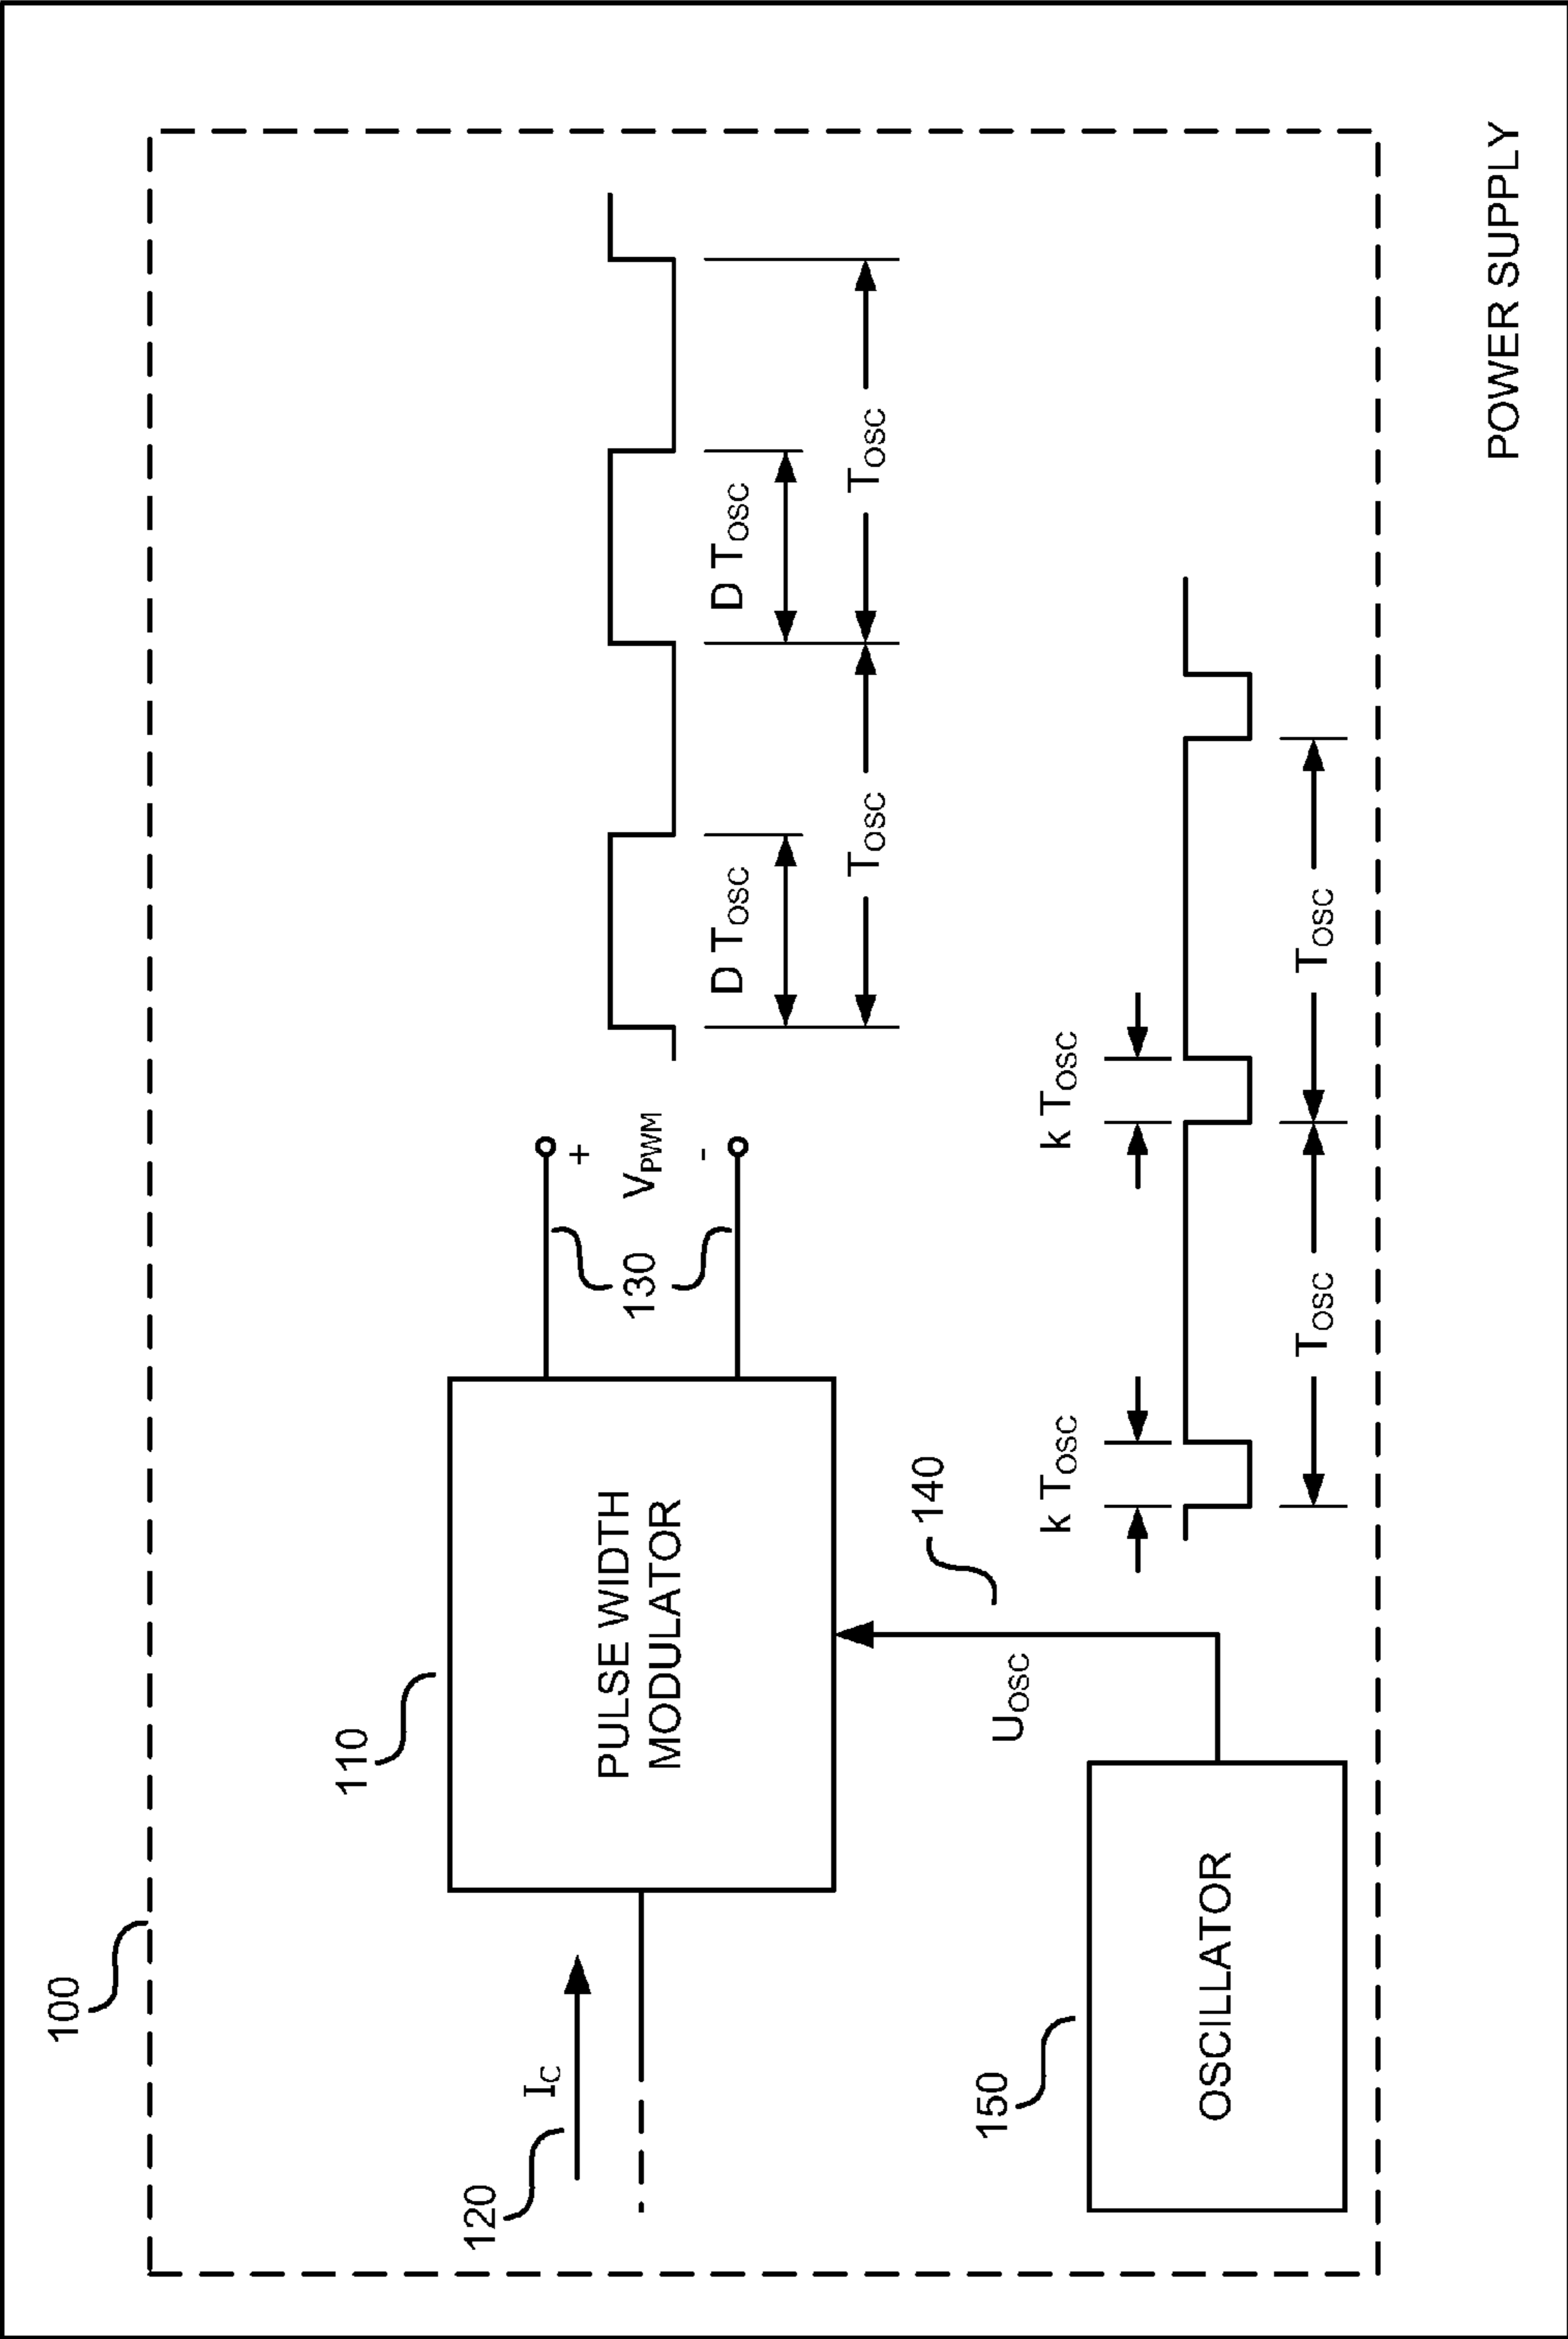 100
110
120
I_C
PULSE WIDTH
MODULATOR
+
130
V_PWM
-
D T_OSC
D T_OSC
T_OSC
T_OSC
140
U_OSC
150
OSCILLATOR
k T_OSC
k T_OSC
T_OSC
T_OSC
POWER SUPPLY